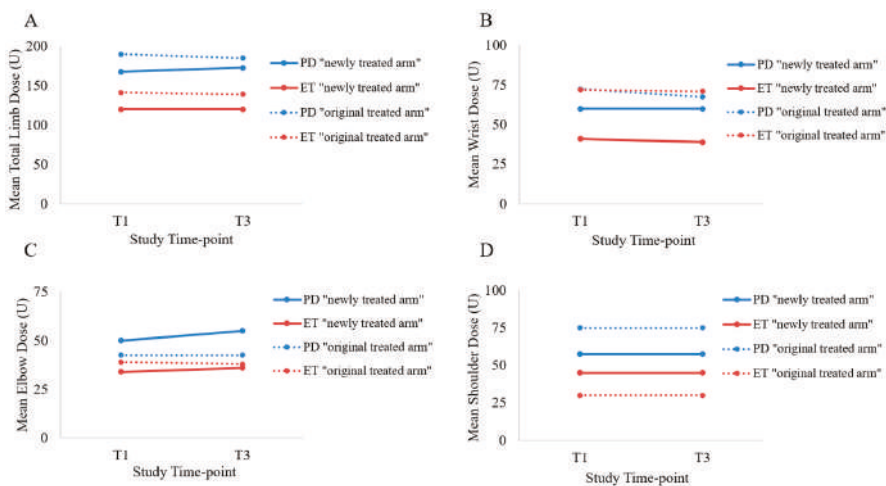 A
Mean Total Limb Dose (U)
200
150
100
50
0
T1 T3
Study Time-point
PD "newly treated arm"
ET "newly treated arm"
PD "original treated arm"
ET "original treated arm"
B
Mean Wrist Dose (U)
100
75
50
25
0
T1 T3
Study Time-point
PD "newly treated arm"
ET "newly treated arm"
PD "original treated arm"
ET "original treated arm"
C
Mean Elbow Dose (U)
75
50
25
0
T1 T3
Study Time-point
PD "newly treated arm"
ET "newly treated arm"
PD "original treated arm"
ET "original treated arm"
D
Mean Shoulder Dose (U)
100
75
50
25
0
T1 T3
Study Time-point
PD "newly treated arm"
ET "newly treated arm"
PD "original treated arm"
ET "original treated arm"